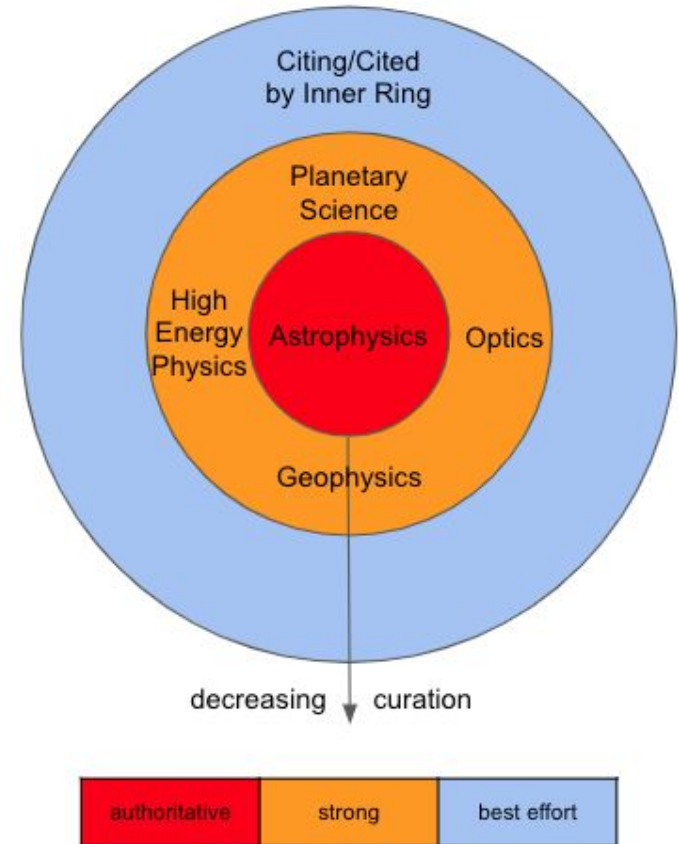 Citing/Cited
by Inner Ring
Planetary
Science
High
Energy
Physics
Astrophysics
Optics
Geophysics
decreasing curation
authoritative strong best effort